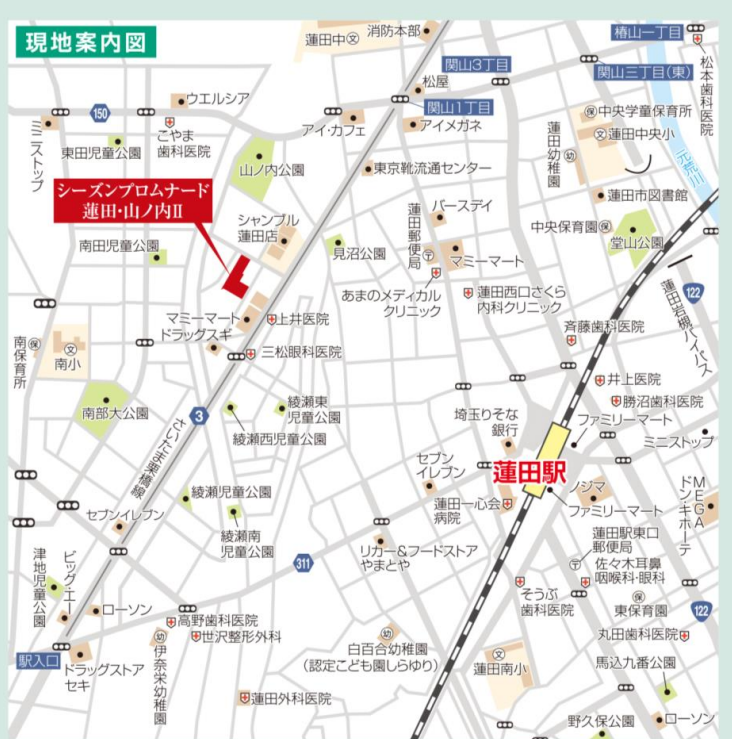 現地案内図
蓮田中
文
消防本部
関山3丁目
椿山一丁目
関山三丁目(東)
松本歯科医院
松屋
関山1丁目
ウエルシア
150
ミニストップ
東田児童公園
こやま
歯科医院
アイ・カフェ
アイメガネ
保
中央学童保育所
文
蓮田中央小
蓮田幼稚園
幼
元荒川
山ノ内公園
東京靴流通センター
シーズンプロムナード
蓮田・山ノ内Ⅱ
蓮田市図書館
シャンブル
蓮田店
バースデイ
中央保育園
保
堂山公園
南田児童公園
見沼公園
蓮田郵便局
マミーマート
あまのメディカル
クリニック
蓮田西口さくら
内科クリニック
122
蓮田岩槻バイパス
マミーマート
ドラッグスギ
上井医院
斉藤歯科医院
南保育所
保
文
南小
三松眼科医院
井上医院
勝沼歯科医院
南部大公園
3
さいたま栗橋線
綾瀬東
児童公園
綾瀬西児童公園
埼玉りそな
銀行
ファミリーマート
ミニストップ
セブン
イレブン
蓮田駅
綾瀬児童公園
蓮田一心会
病院
ノジマ
ファミリーマート
MEGA
ドン・キホーテ
セブンイレブン
綾瀬南
児童公園
リカー&フードストア
やまとや
蓮田駅東口
郵便局
311
津地児童公園
ビッグ・エー
佐々木耳鼻
咽喉科・眼科
そうぶ
歯科医院
保
東保育園
122
ローソン
高野歯科医院
世沢整形外科
丸田歯科医院
駅入口
ドラッグストア
セキ
幼
伊奈栄幼稚園
幼
白百合幼稚園
(認定こども園しらゆり)
文
蓮田南小
馬込九番公園
蓮田外科医院
野久保公園
ローソン